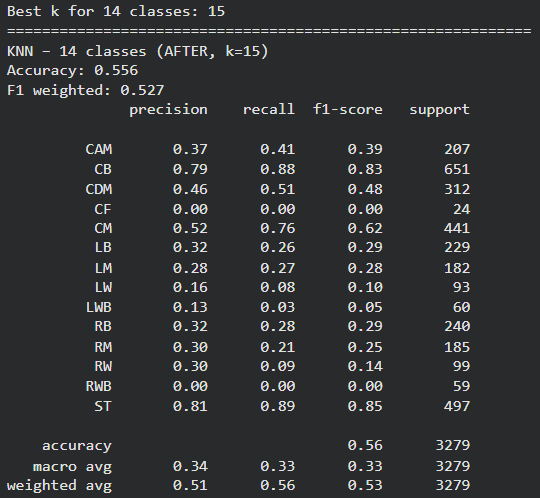 Best k for 14 classes: 15
============================================================
KNN – 14 classes (AFTER, k=15)
Accuracy: 0.556
F1 weighted: 0.527
precision recall f1-score support
CAM 0.37 0.41 0.39 207
CB 0.79 0.88 0.83 651
CDM 0.46 0.51 0.48 312
CF 0.00 0.00 0.00 24
CM 0.52 0.76 0.62 441
LB 0.32 0.26 0.29 229
LM 0.28 0.27 0.28 182
LW 0.16 0.08 0.10 93
LWB 0.13 0.03 0.05 60
RB 0.32 0.28 0.29 240
RM 0.30 0.21 0.25 185
RW 0.30 0.09 0.14 99
RWB 0.00 0.00 0.00 59
ST 0.81 0.89 0.85 497
accuracy 0.56 3279
macro avg 0.34 0.33 0.33 3279
weighted avg 0.51 0.56 0.53 3279